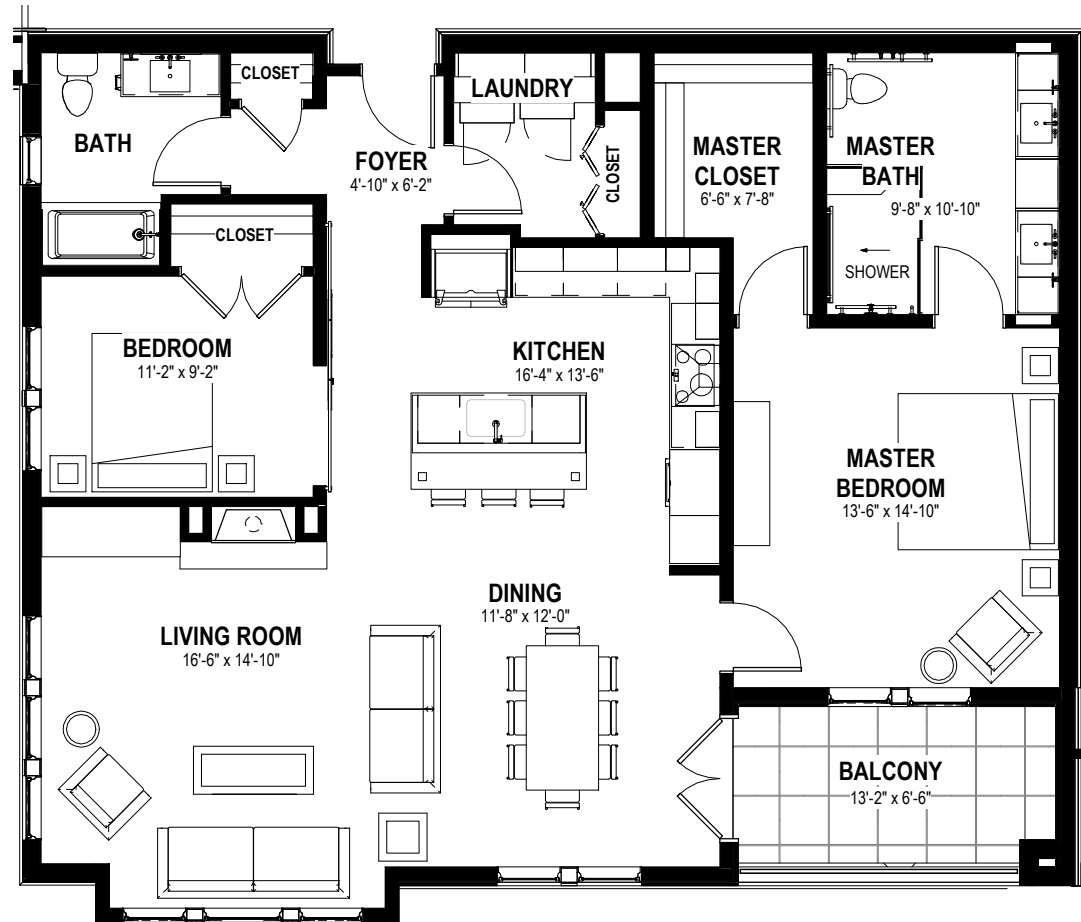 CLOSET
LAUNDRY
BATH
FOYER
4'-10" x 6'-2"
CLOSET
MASTER
CLOSET
6'-6" x 7'-8"
MASTER
BATH
9'-8" x 10'-10"
CLOSET
SHOWER
BEDROOM
11'-2" x 9'-2"
KITCHEN
16'-4" x 13'-6"
MASTER
BEDROOM
13'-6" x 14'-10"
DINING
11'-8" x 12'-0"
LIVING ROOM
16'-6" x 14'-10"
BALCONY
13'-2" x 6'-6"